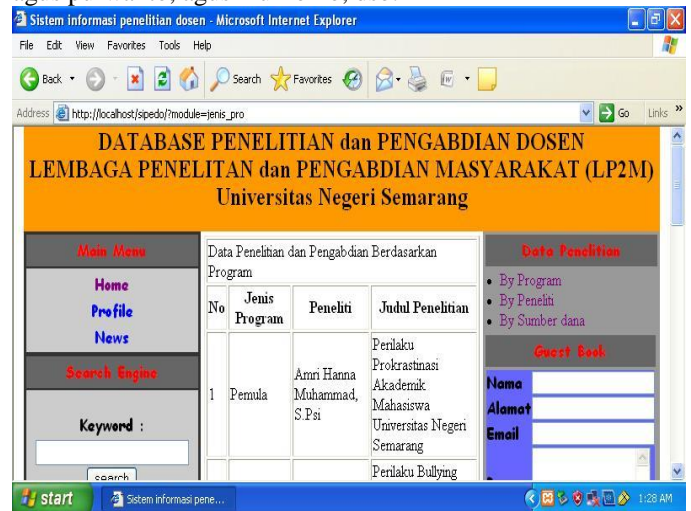 Sistem informasi penelitian dosen - Microsoft Internet Explorer
File Edit View Favorites Tools Help
Back Search Favorites
Address http://localhost/sipedo/?module=jenis_pro Go Links »
DATABASE PENELITIAN dan PENGABDIAN DOSEN
LEMBAGA PENELITAN dan PENGABDIAN MASYARAKAT (LP2M)
Universitas Negeri Semarang
Main Menu
Home
Profile
News
Search Engine
Keyword :
search
Data Penelitian dan Pengabdian Berdasarkan
Program
No Jenis Program Peneliti Judul Penelitian
1 Pemula Amri Hanna Muhammad, S.Psi
Perilaku
Prokrastinasi
Akademik
Mahasiswa
Universitas Negeri
Semarang
Perilaku Bullying
Data Penelitian
By Program
By Peneliti
By Sumber dana
Guest Book
Nama
Alamat
Email
start Sistem informasi pene... 1:28 AM